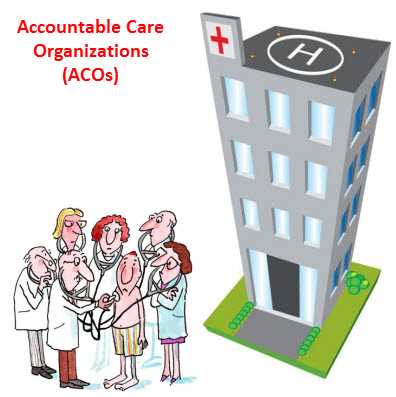 Accountable Care
Organizations
(ACOs)
H